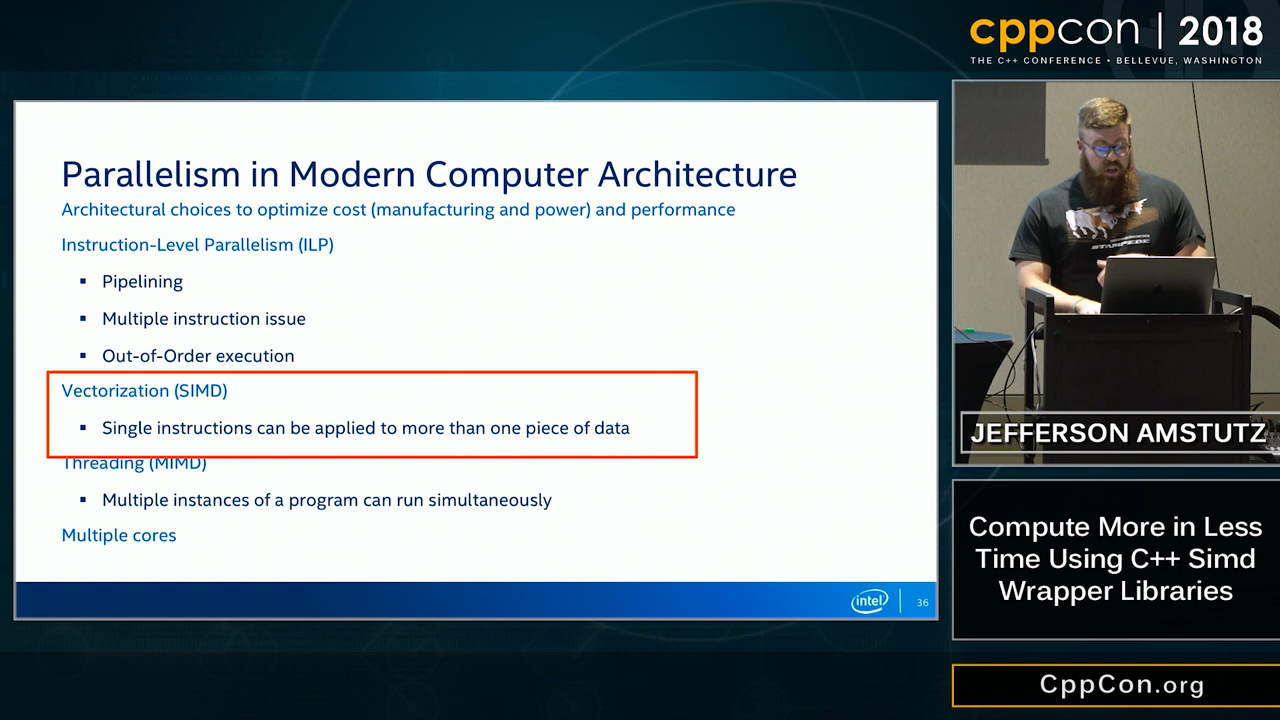 cppcon | 2018
THE C++ CONFERENCE • BELLEVUE, WASHINGTON
Parallelism in Modern Computer Architecture
Architectural choices to optimize cost (manufacturing and power) and performance
Instruction-Level Parallelism (ILP)
▪ Pipelining
▪ Multiple instruction issue
▪ Out-of-Order execution
Vectorization (SIMD)
▪ Single instructions can be applied to more than one piece of data
Threading (MIMD)
▪ Multiple instances of a program can run simultaneously
Multiple cores
intel
36
STAMPEDE
JEFFERSON AMSTUTZ
Compute More in Less
Time Using C++ Simd
Wrapper Libraries
CppCon.org